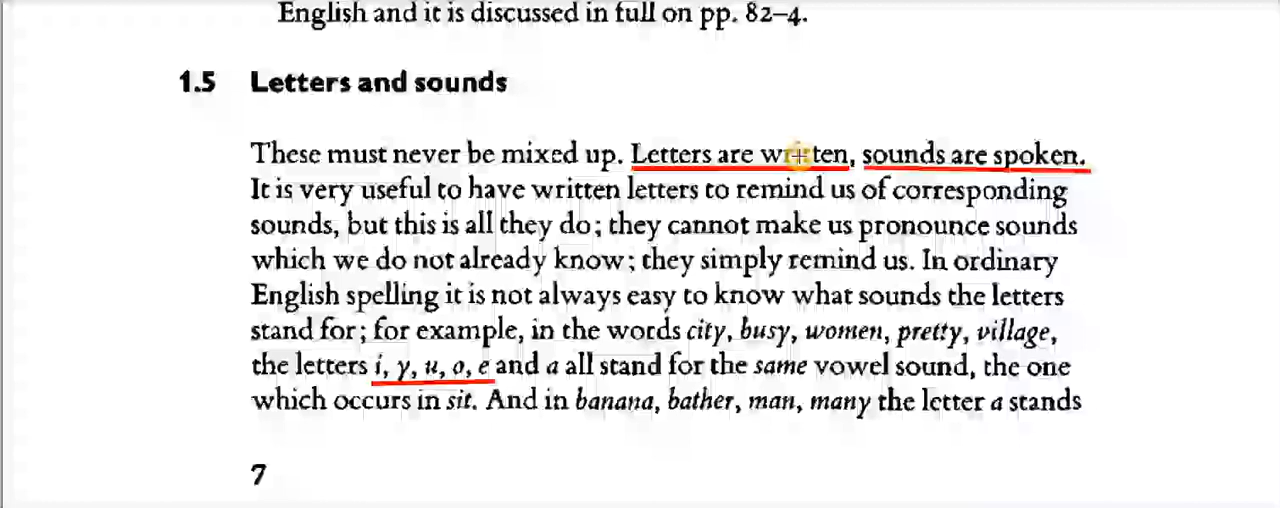 English and it is discussed in full on pp. 82–4.
1.5 Letters and sounds
These must never be mixed up. Letters are written, sounds are spoken.
It is very useful to have written letters to remind us of corresponding
sounds, but this is all they do; they cannot make us pronounce sounds
which we do not already know; they simply remind us. In ordinary
English spelling it is not always easy to know what sounds the letters
stand for; for example, in the words city, busy, women, pretty, village,
the letters i, y, u, o, e and a all stand for the same vowel sound, the one
which occurs in sit. And in banana, bather, man, many the letter a stands
7